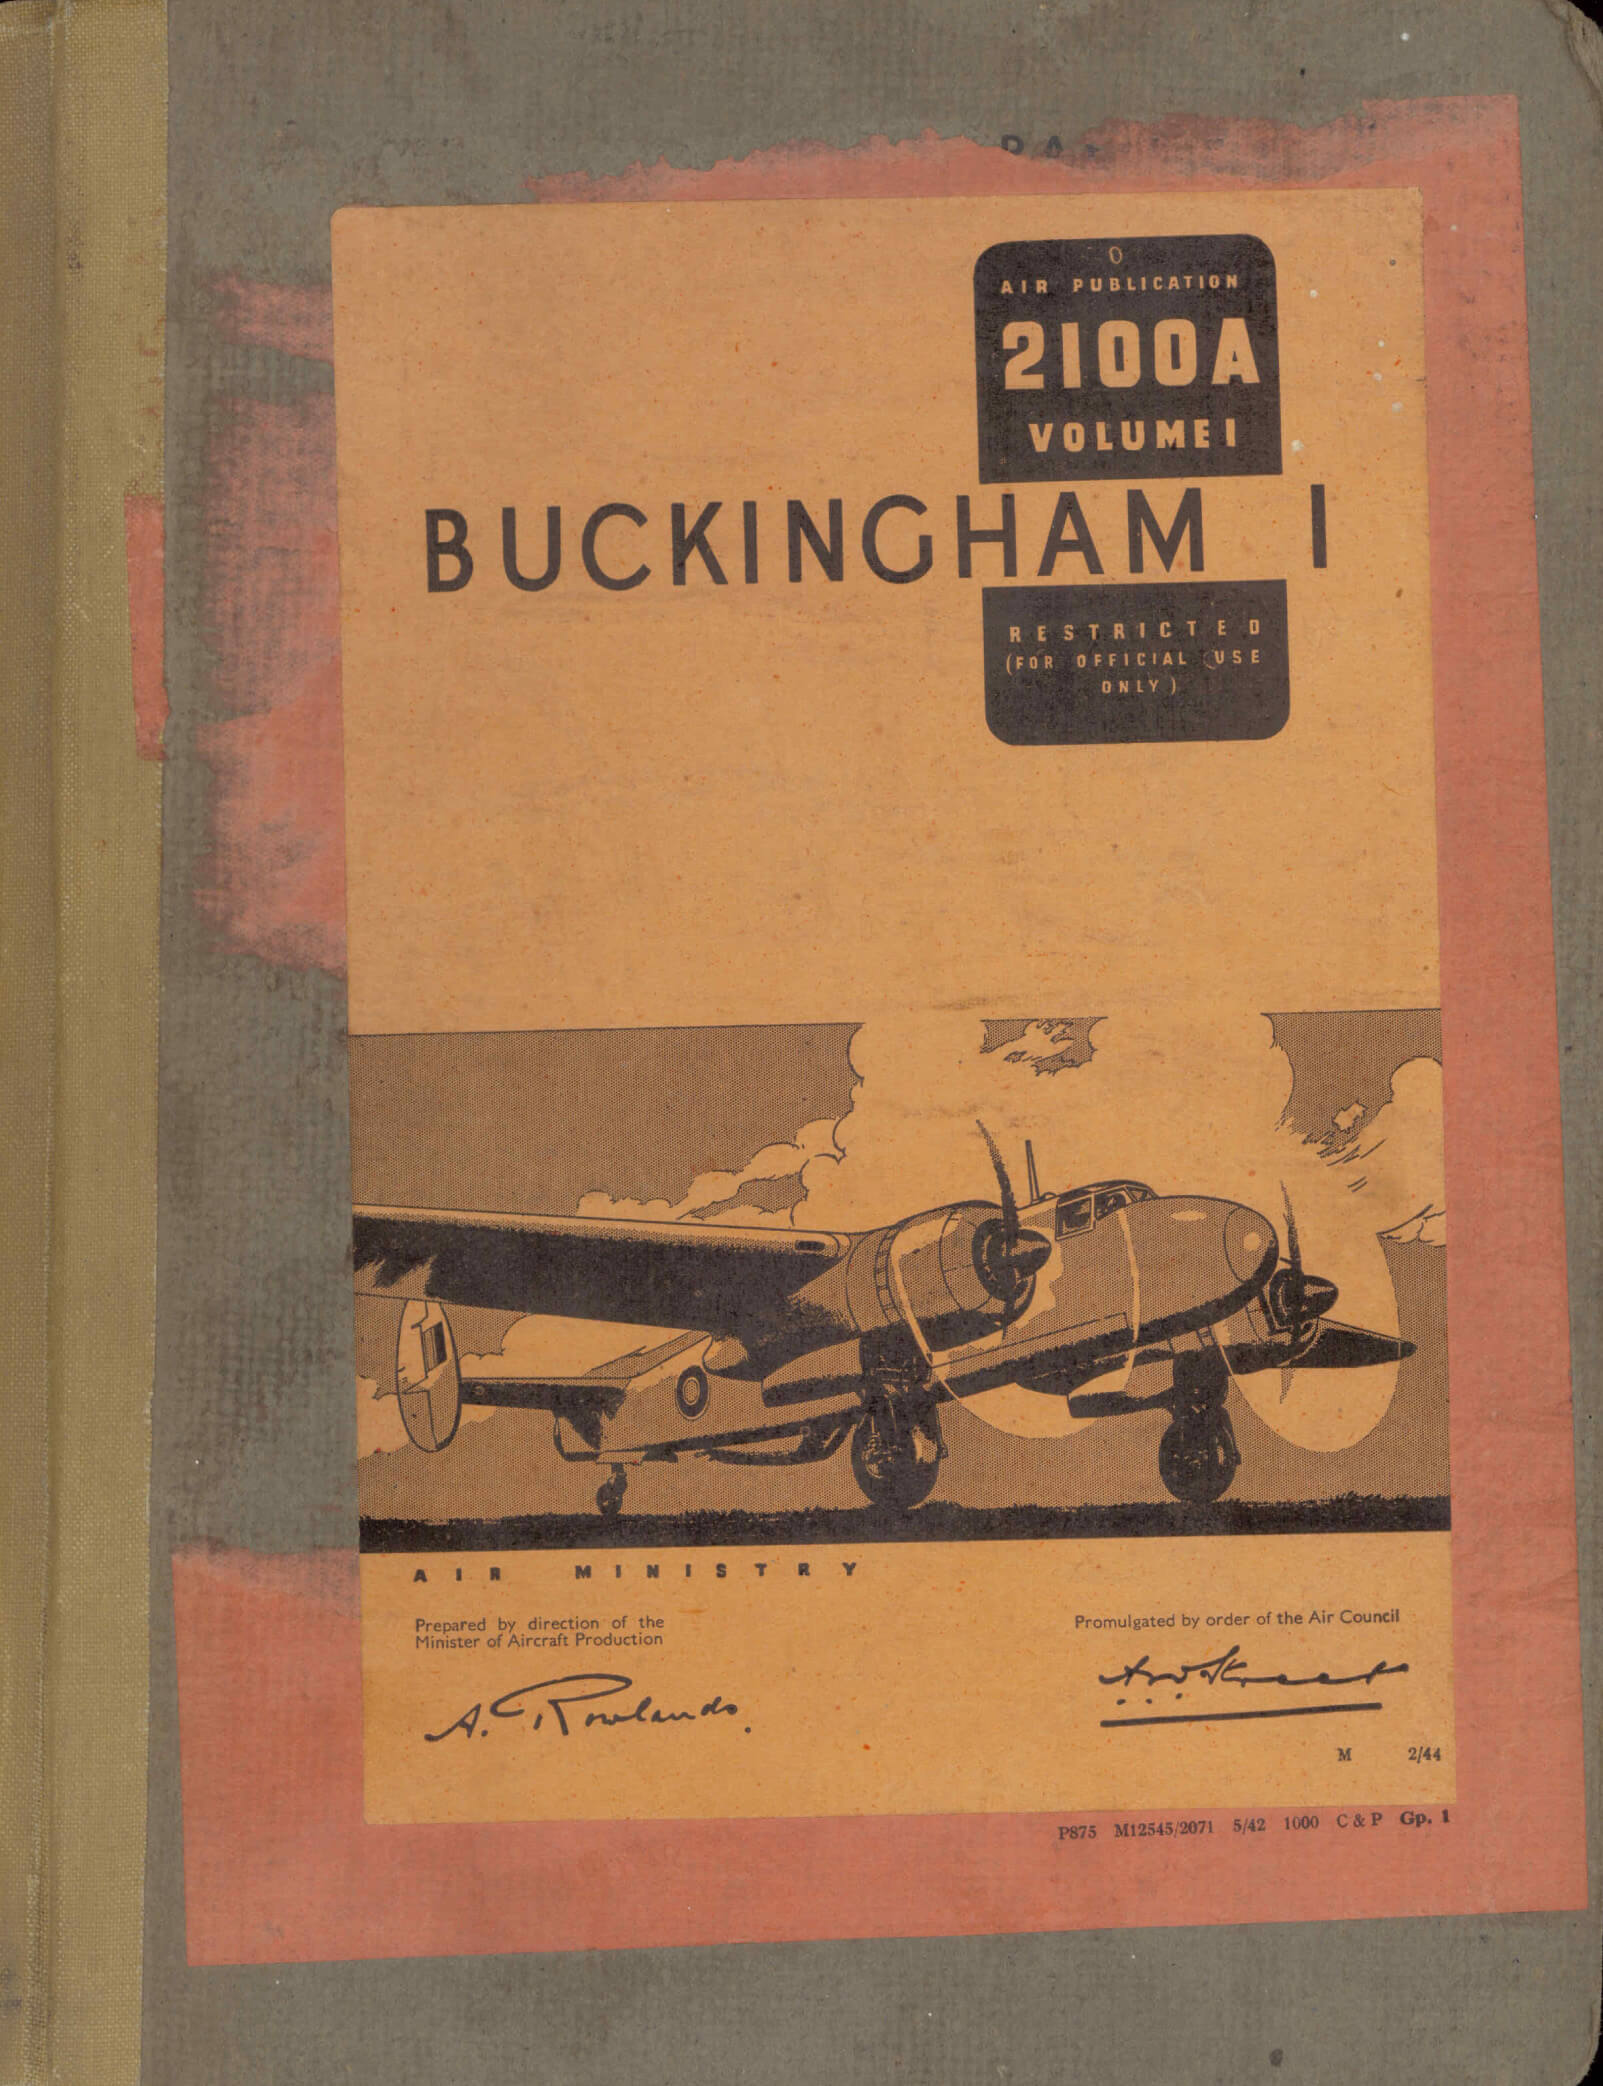 AIR PUBLICATION
2100A
VOLUME I
BUCKINGHAM I
RESTRICTED
(FOR OFFICIAL USE
ONLY)
AIR MINISTRY
Prepared by direction of the
Minister of Aircraft Production
Promulgated by order of the Air Council
A. Rowlands.
M 2/44
P875 M12545/2071 5/42 1000 C & P Gp. 1